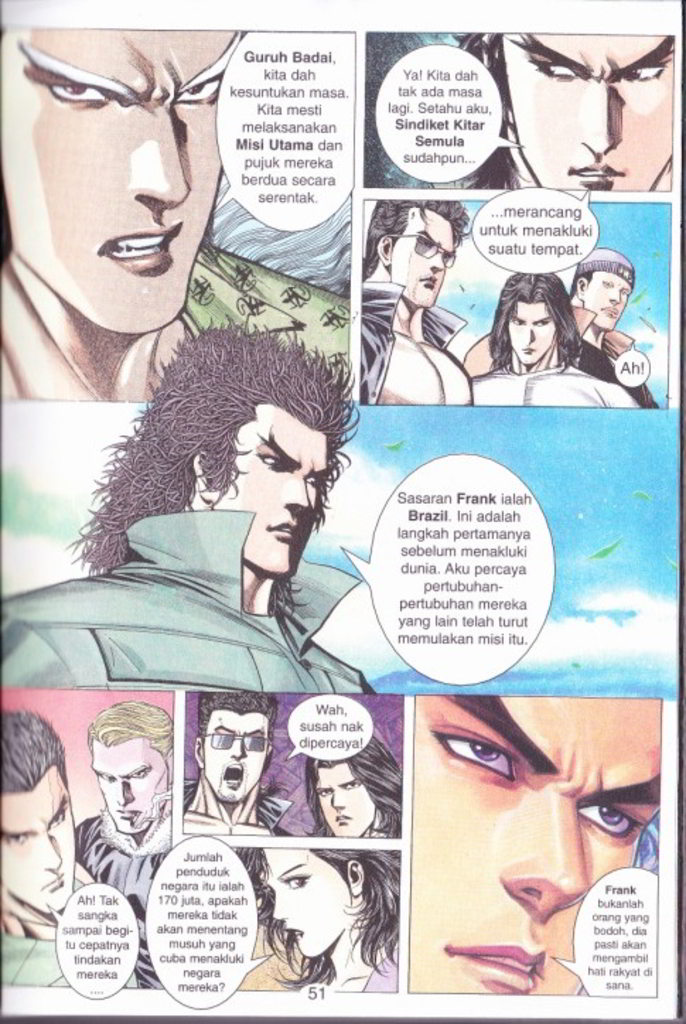 Guruh Badai,
kita dah
kesuntukan masa.
Kita mesti
melaksanakan
Misi Utama dan
pujuk mereka
berdua secara
serentak.
Ya! Kita dah
tak ada masa
lagi. Setahu aku,
Sindiket Kitar
Semula
sudahpun...
...merancang
untuk menakluki
suatu tempat.
Ah!
Sasaran Frank ialah
Brazil. Ini adalah
langkah pertamanya
sebelum menakluki
dunia. Aku percaya
pertubuhan-
pertubuhan mereka
yang lain telah turut
memulakan misi itu.
Ah! Tak
sangka
sampai begi-
tu cepatnya
tindakan
mereka
....
Wah,
susah nak
dipercaya!
Jumlah
penduduk
negara itu ialah
170 juta, apakah
mereka tidak
akan menentang
musuh yang
cuba menakluki
negara
mereka?
Frank
bukanlah
orang yang
bodoh, dia
pasti akan
mengambil
hati rakyat di
sana.
51